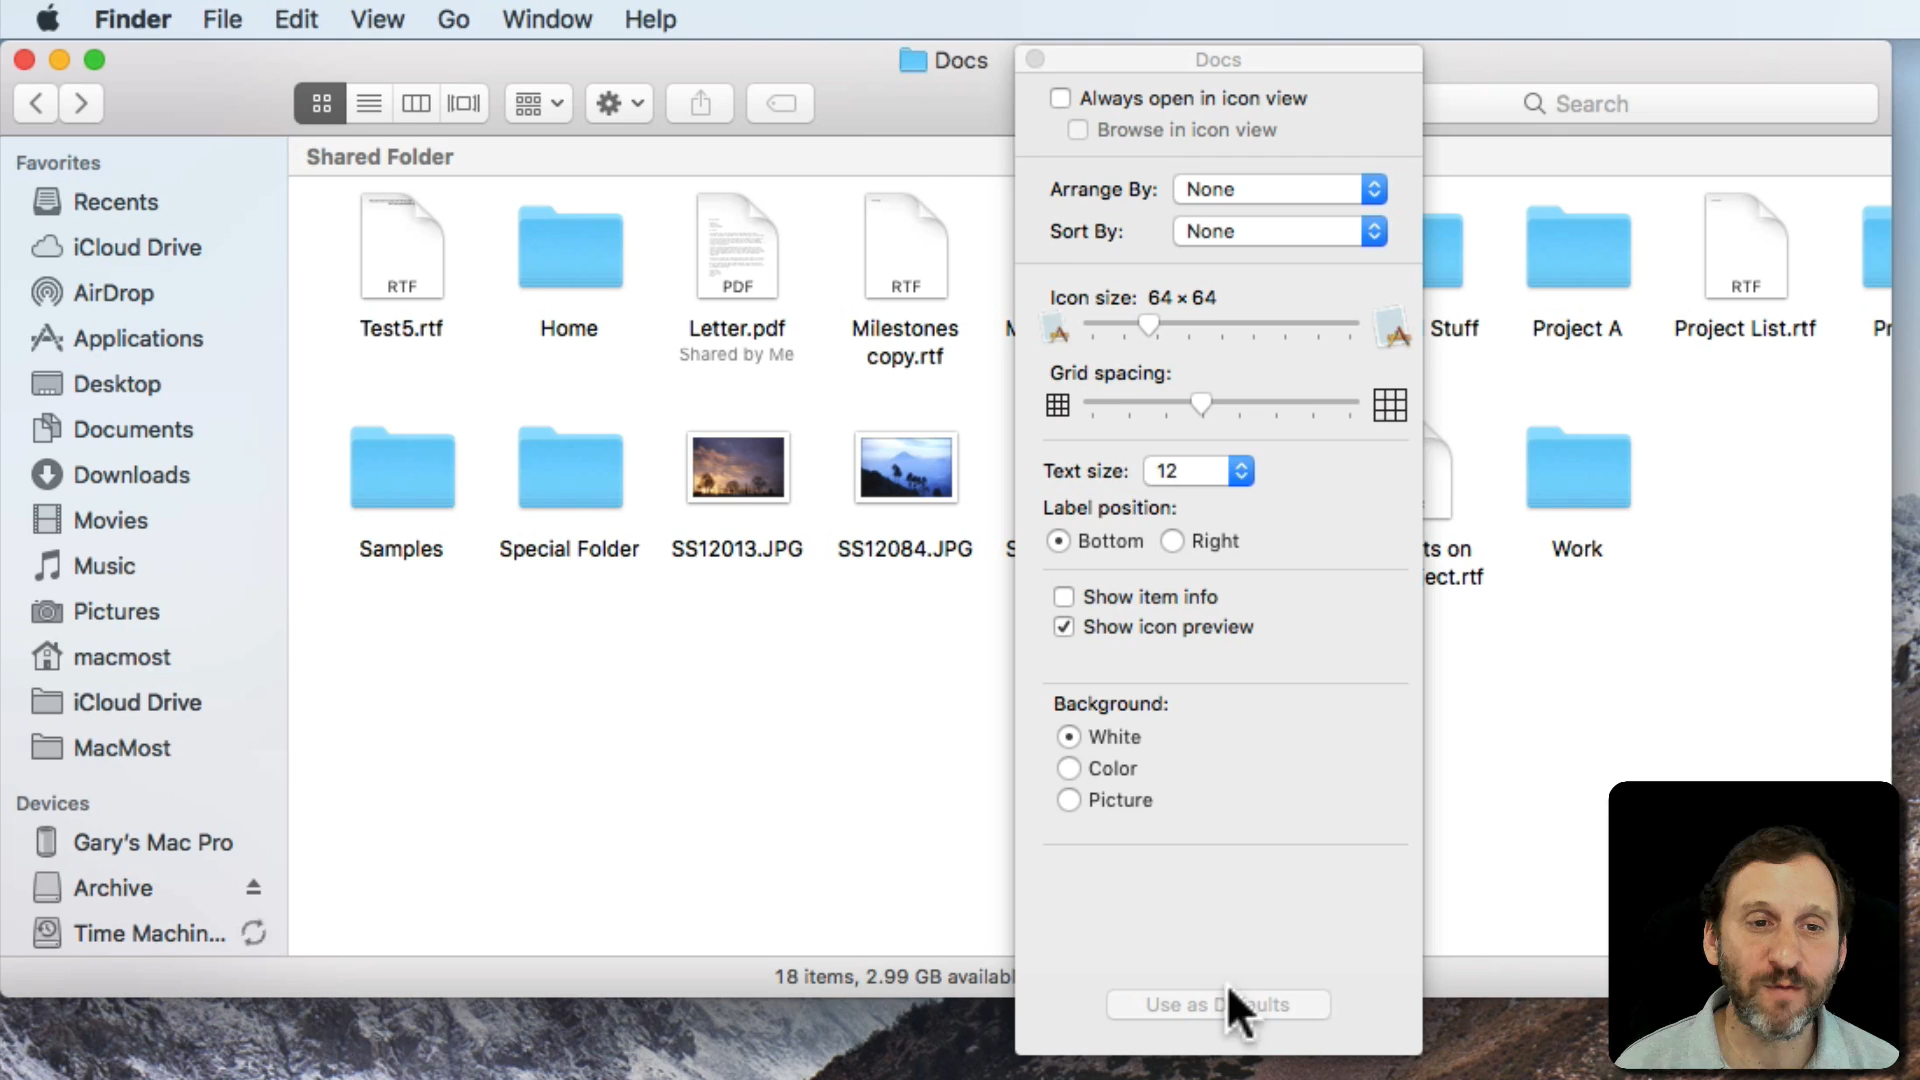 Finder File Edit View Go Window Help
Docs
Search
Favorites
Recents
iCloud Drive
AirDrop
Applications
Desktop
Documents
Downloads
Movies
Music
Pictures
macmost
iCloud Drive
MacMost
Devices
Gary's Mac Pro
Archive
Time Machin...
Shared Folder
RTF
PDF
RTF
RTF
Test5.rtf
Home
Letter.pdf
Shared by Me
Milestones
copy.rtf
Stuff
Project A
Project List.rtf
Samples
Special Folder
SS12013.JPG
SS12084.JPG
ts on
ect.rtf
Work
18 items, 2.99 GB availabl
Docs
Always open in icon view
Browse in icon view
Arrange By: None
Sort By: None
Icon size: 64 × 64
Grid spacing:
Text size: 12
Label position:
Bottom Right
Show item info
Show icon preview
Background:
White
Color
Picture
Use as D aults